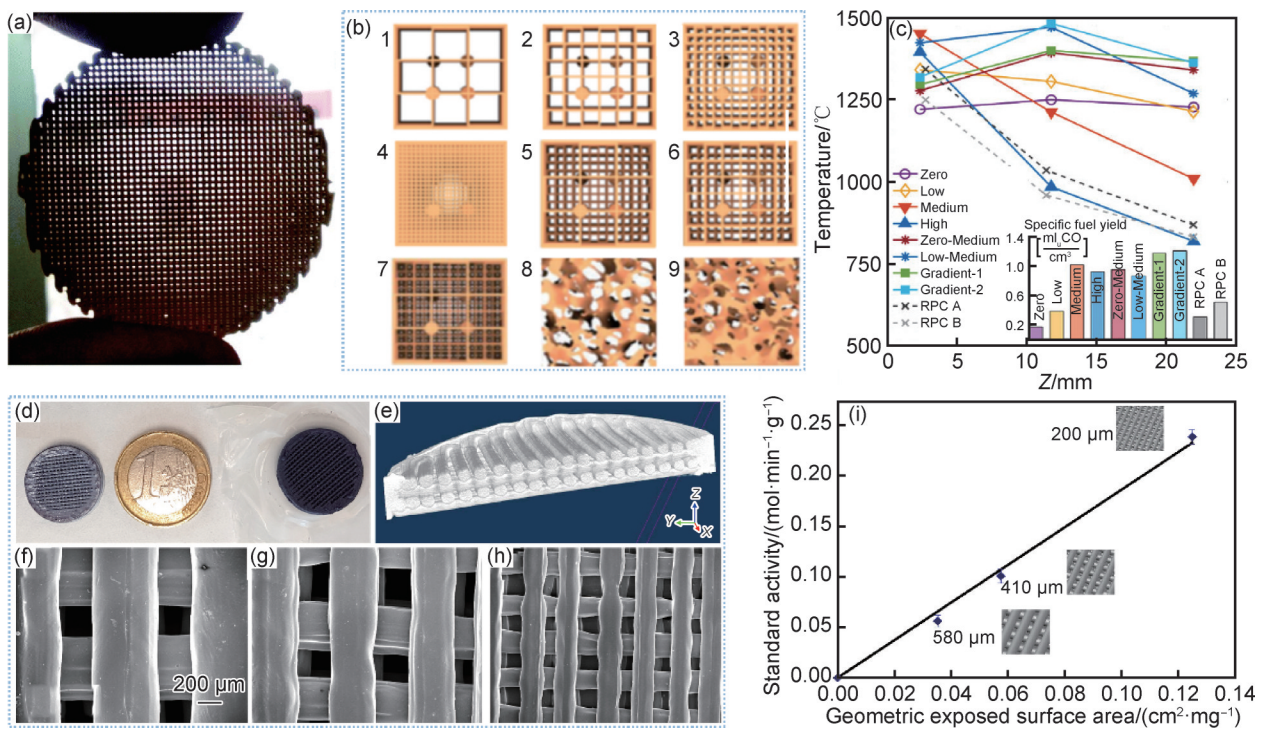 (a)
(b)
1
2
3
4
5
6
7
8
9
(c)
1500
1250
1000
750
500
Temperature/℃
Zero
Low
Medium
High
Zero-Medium
Low-Medium
Gradient-1
Gradient-2
RPC A
RPC B
Specific fuel yield
1.4
1.0
0.6
0.2
Zero
Low
Medium
High
Zero-Medium
Low-Medium
Gradient-1
Gradient-2
RPC A
RPC B
0
5
10
15
20
25
Z/mm
(d)
1
(e)
Z
Y
X
(f)
200 μm
(g)
(h)
(i)
0.25
0.20
0.15
0.10
0.05
0.00
Standard activity/(mol·min⁻¹·g⁻¹)
200 μm
410 μm
580 μm
0.00
0.02
0.04
0.06
0.08
0.10
0.12
0.14
Geometric exposed surface area/(cm²·mg⁻¹)